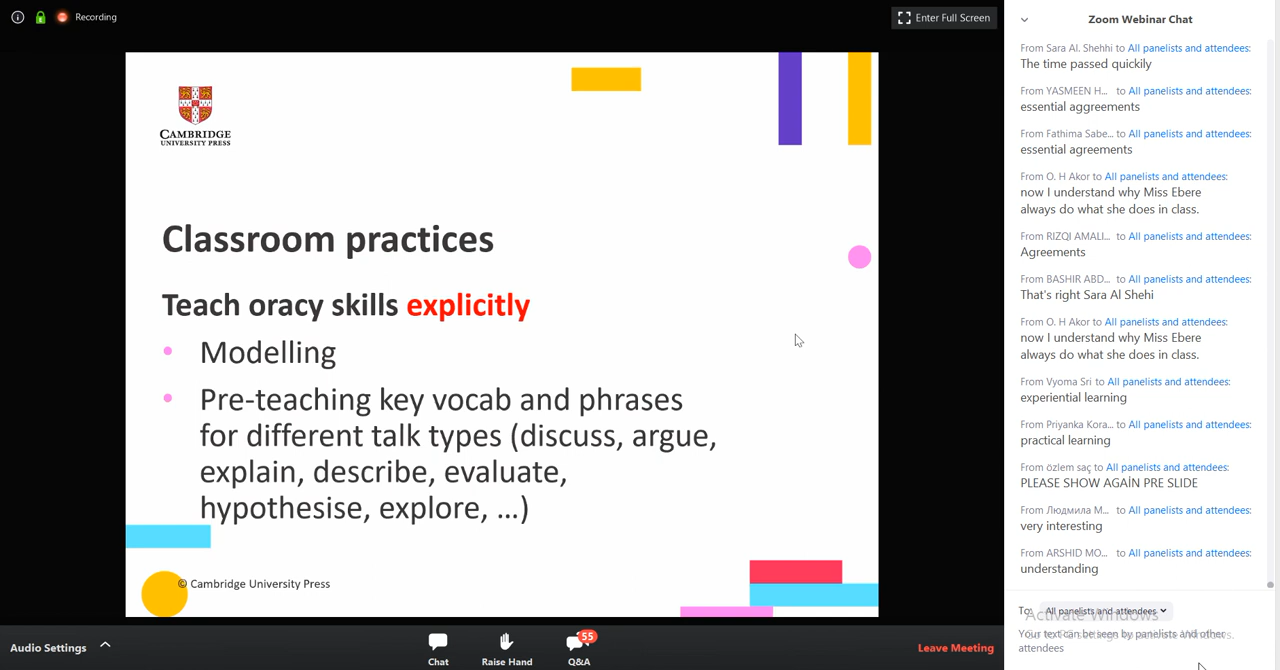 Recording
Enter Full Screen
CAMBRIDGE
UNIVERSITY PRESS
Classroom practices
Teach oracy skills explicitly
• Modelling
• Pre-teaching key vocab and phrases
for different talk types (discuss, argue,
explain, describe, evaluate,
hypothesise, explore, ...)
© Cambridge University Press
Audio Settings
Chat
Raise Hand
55
Q&A
Leave Meeting
Zoom Webinar Chat
From Sara Al. Shehhi to All panelists and attendees:
The time passed quickly
From YASMEEN H... to All panelists and attendees:
essential aggreements
From Fathima Sabe... to All panelists and attendees:
essential agreements
From O. H Akor to All panelists and attendees:
now I understand why Miss Ebere
always do what she does in class.
From RIZQI AMALI... to All panelists and attendees:
Agreements
From BASHIR ABD... to All panelists and attendees:
That's right Sara Al Shehi
From O. H Akor to All panelists and attendees:
now I understand why Miss Ebere
always do what she does in class.
From Vyoma Sri to All panelists and attendees:
experiential learning
From Priyanka Kora... to All panelists and attendees:
practical learning
From özlem saç to All panelists and attendees:
PLEASE SHOW AGAİN PRE SLIDE
From Людмила М... to All panelists and attendees:
very interesting
From ARSHID MO... to All panelists and attendees:
understanding
To: All panelists and attendees
Activate Windows
Your text can be seen by panelists and other
attendees
Go to PC settings to activate Windows.